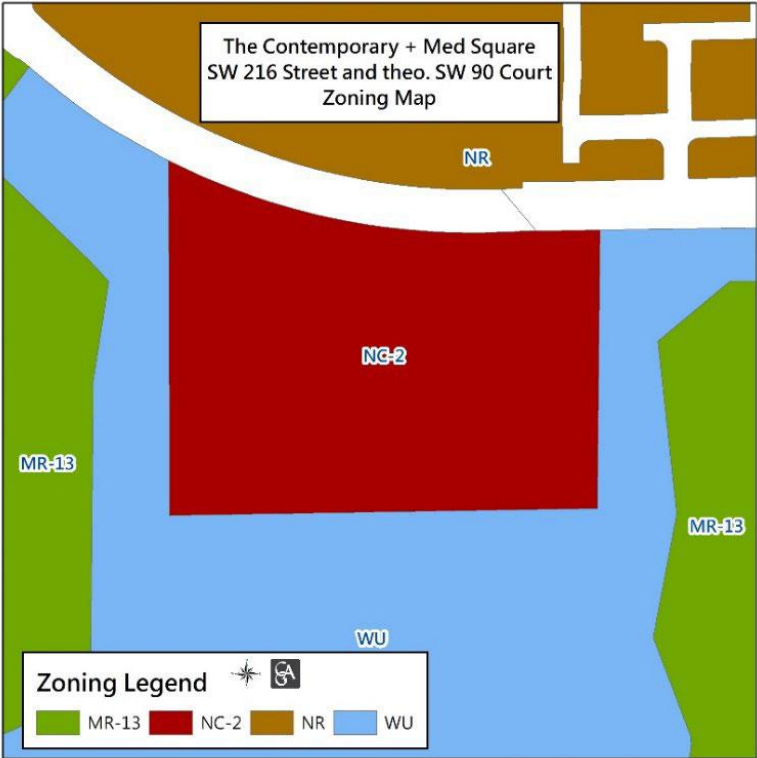 The Contemporary + Med Square
SW 216 Street and theo. SW 90 Court
Zoning Map
NR
NC-2
MR-13
MR-13
WU
Zoning Legend
MR-13 NC-2 NR WU